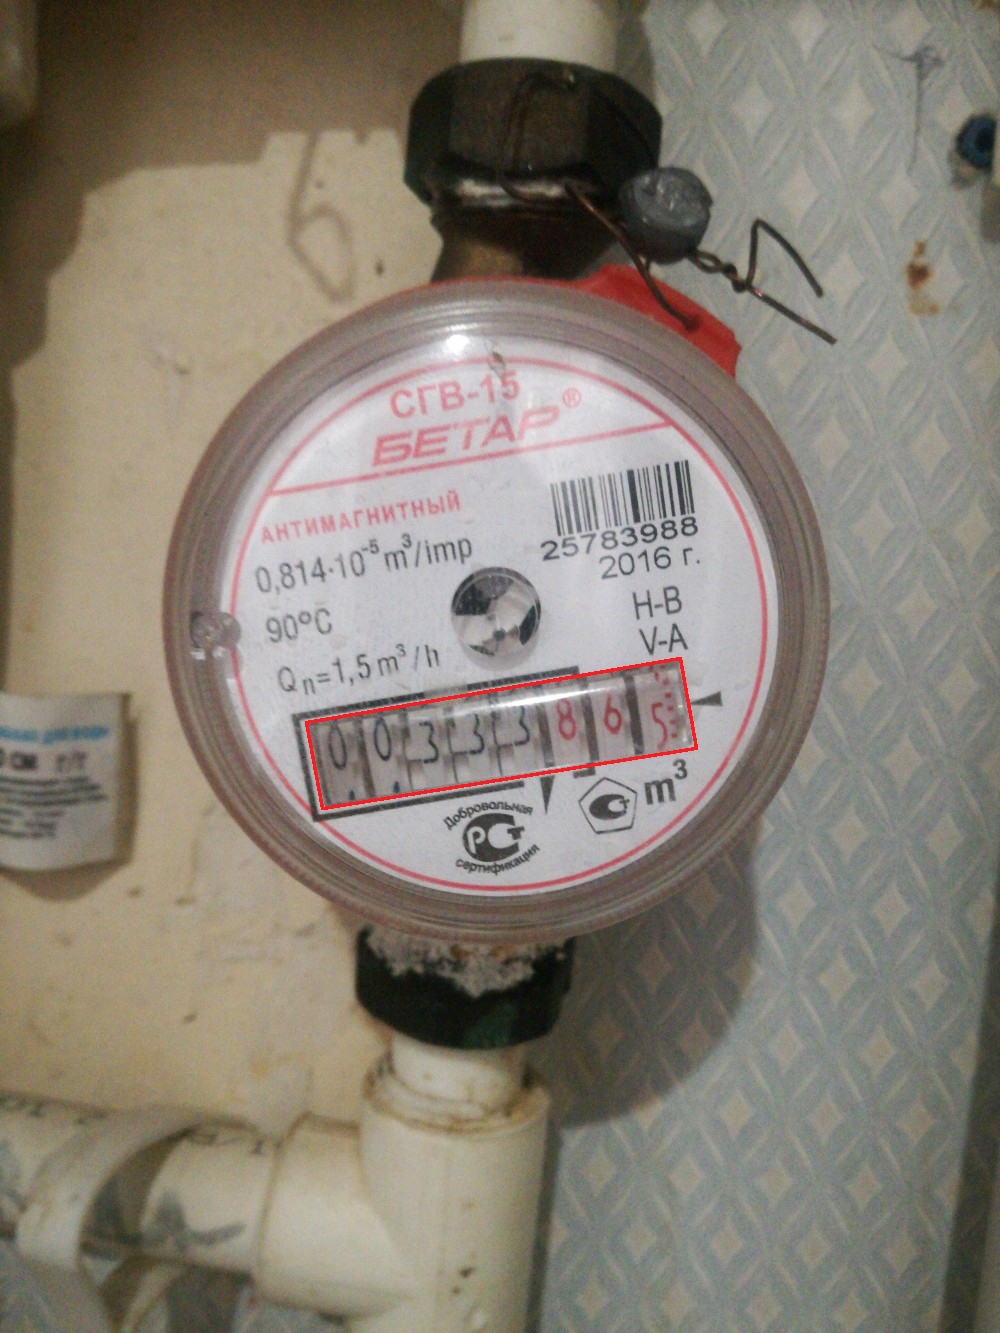 СГВ-15
БЕТАР®
АНТИМАГНИТНЫЙ
0,814·10⁻⁵ m³/imp
25783988
2016 г.
90°C
H-B
V-A
Qn=1,5 m³/h
00333865
m³
Добровольная
РСТ
сертификация